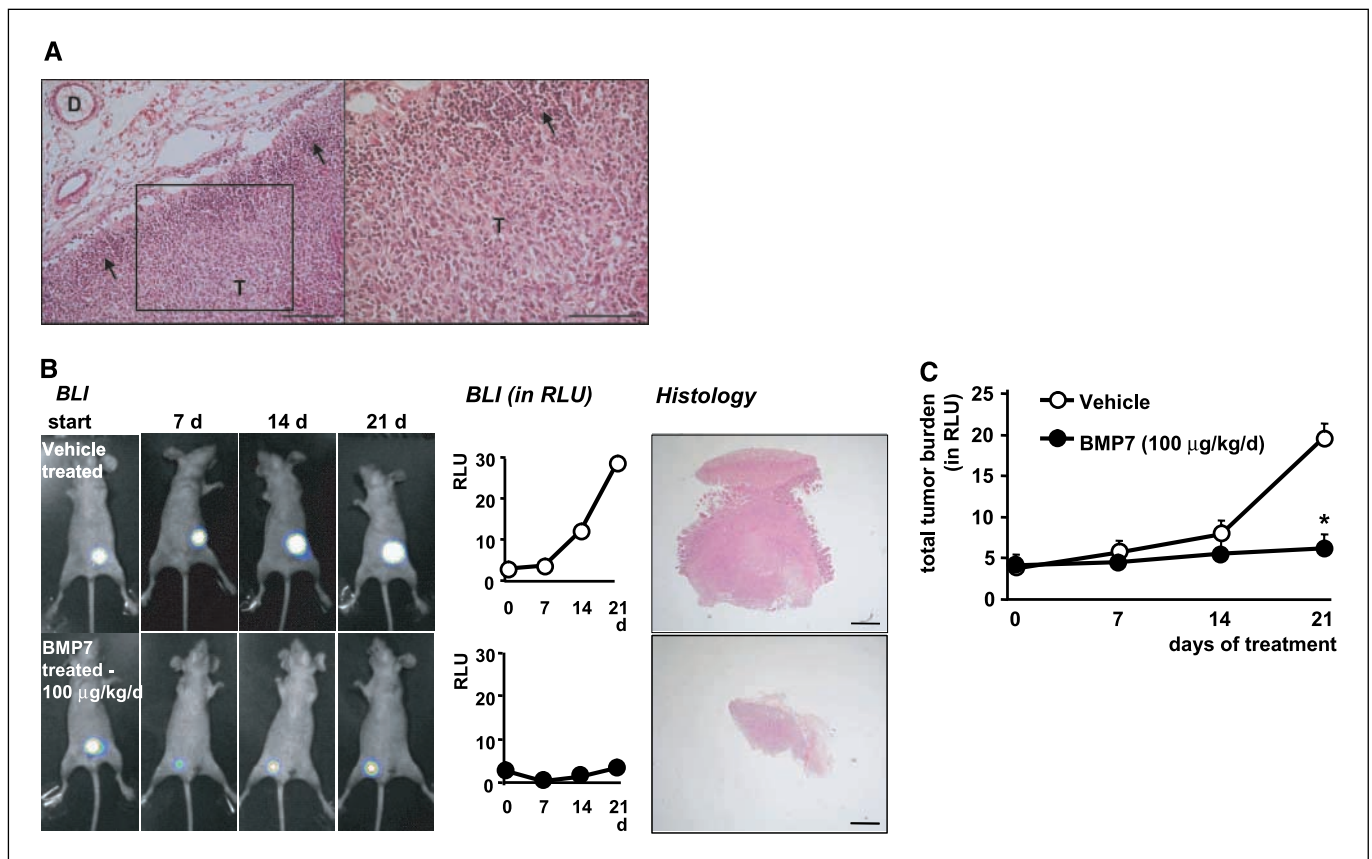 A
D
T
T
B
BLI
start 7 d 14 d 21 d
Vehicle
treated
BMP7
treated -
100 µg/kg/d
BLI (in RLU)
RLU
30
20
10
0
0 7 14 21
d
RLU
30
20
10
0
0 7 14 21
d
Histology
C
total tumor burden
(in RLU)
25
20
15
10
5
0
Vehicle
BMP7 (100 µg/kg/d)
*
0 7 14 21
days of treatment